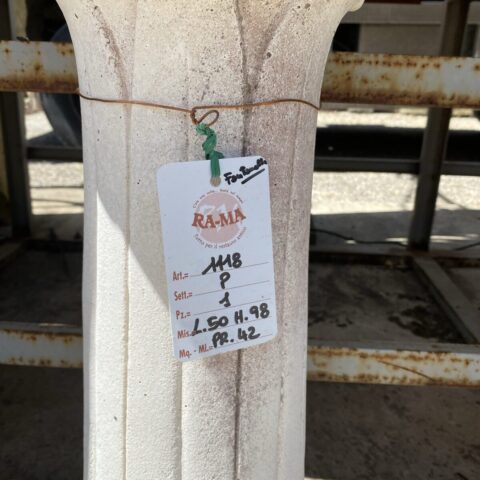 Fontanella
RA-MA
Art.= 1118
Sett.= P
Pz.= 1
Mis. L.50 H.98
Mq. - Ml.= PR. 42